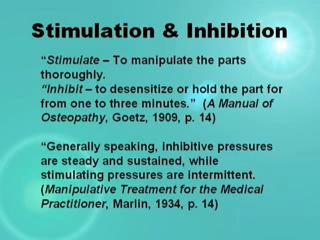 Stimulation & Inhibition
“Stimulate – To manipulate the parts
thoroughly.
“Inhibit – to desensitize or hold the part for
from one to three minutes.” (A Manual of
Osteopathy, Goetz, 1909, p. 14)
“Generally speaking, inhibitive pressures
are steady and sustained, while
stimulating pressures are intermittent.
(Manipulative Treatment for the Medical
Practitioner, Marlin, 1934, p. 14)